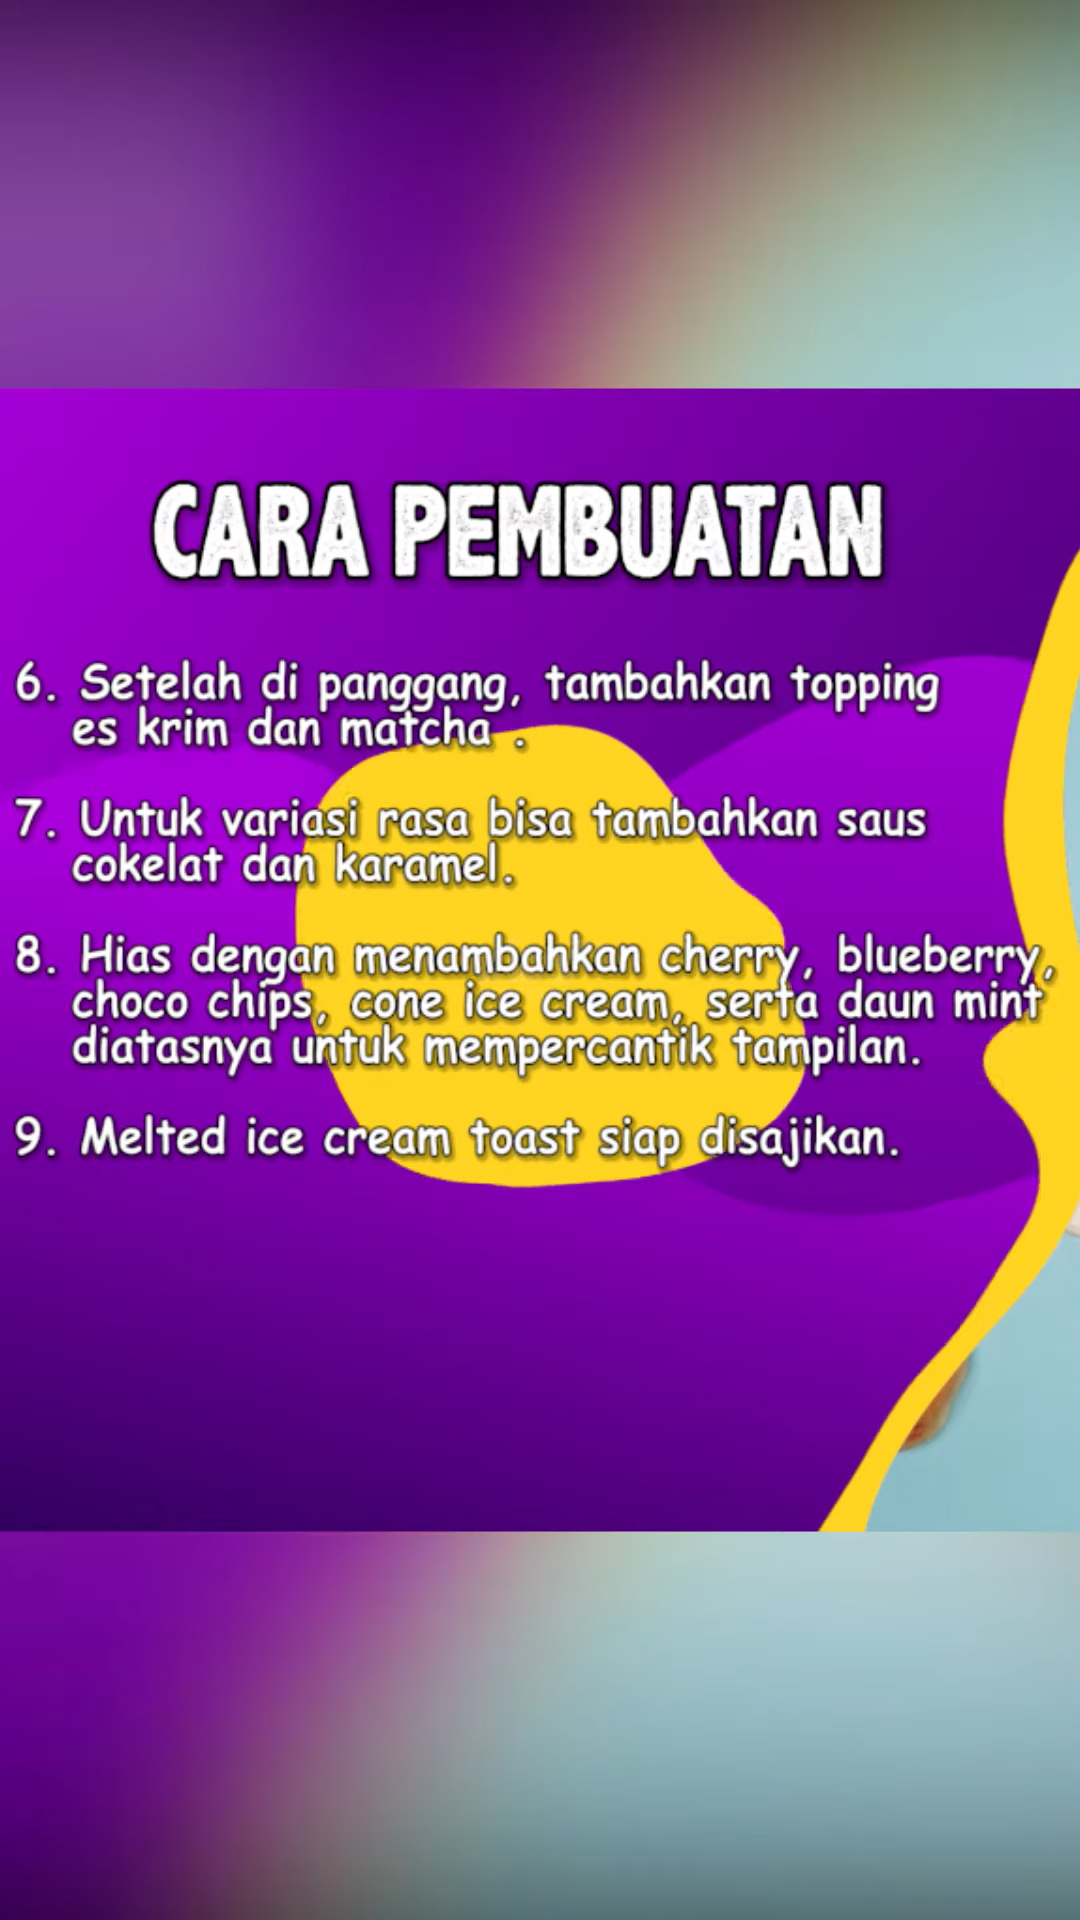 CARA PEMBUATAN
6. Setelah di panggang, tambahkan topping
es krim dan matcha .
7. Untuk variasi rasa bisa tambahkan saus
cokelat dan karamel.
8. Hias dengan menambahkan cherry, blueberry,
choco chips, cone ice cream, serta daun mint
diatasnya untuk mempercantik tampilan.
9. Melted ice cream toast siap disajikan.